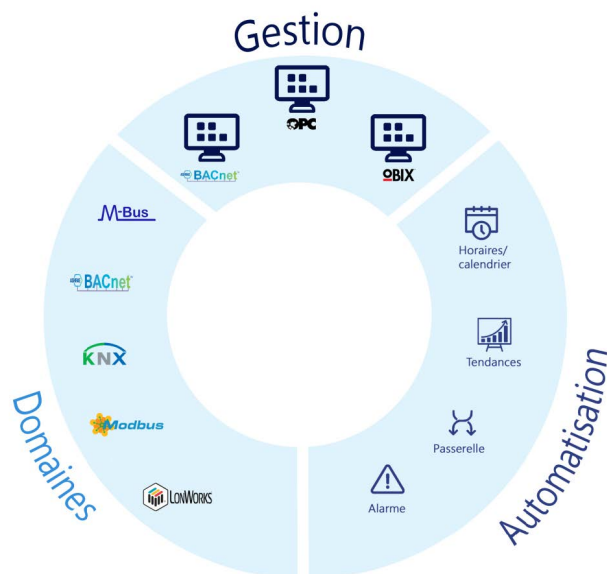 Gestion
OPC
BACnet
OBIX
M-Bus
BACnet
KNX
Modbus
LONWORKS
Domaines
Horaires/
calendrier
Tendances
Passerelle
Alarme
Automatisation